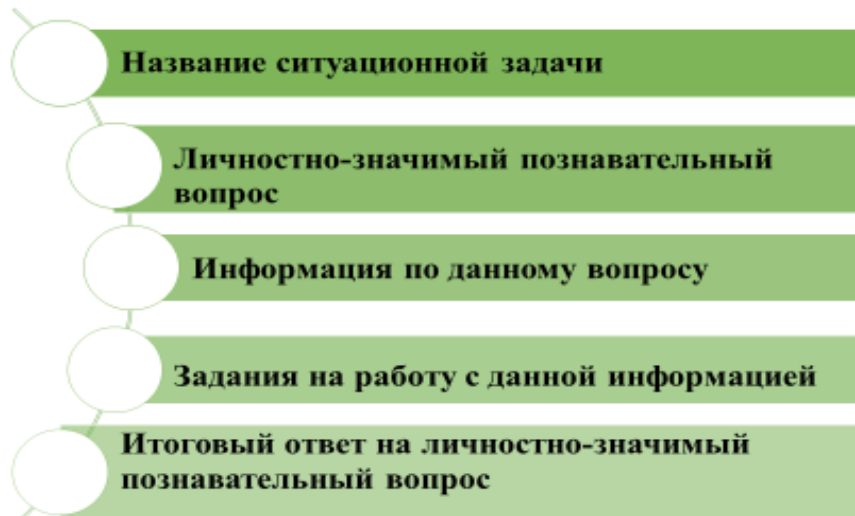 Название ситуационной задачи
Личностно-значимый познавательный
вопрос
Информация по данному вопросу
Задания на работу с данной информацией
Итоговый ответ на личностно-значимый
познавательный вопрос